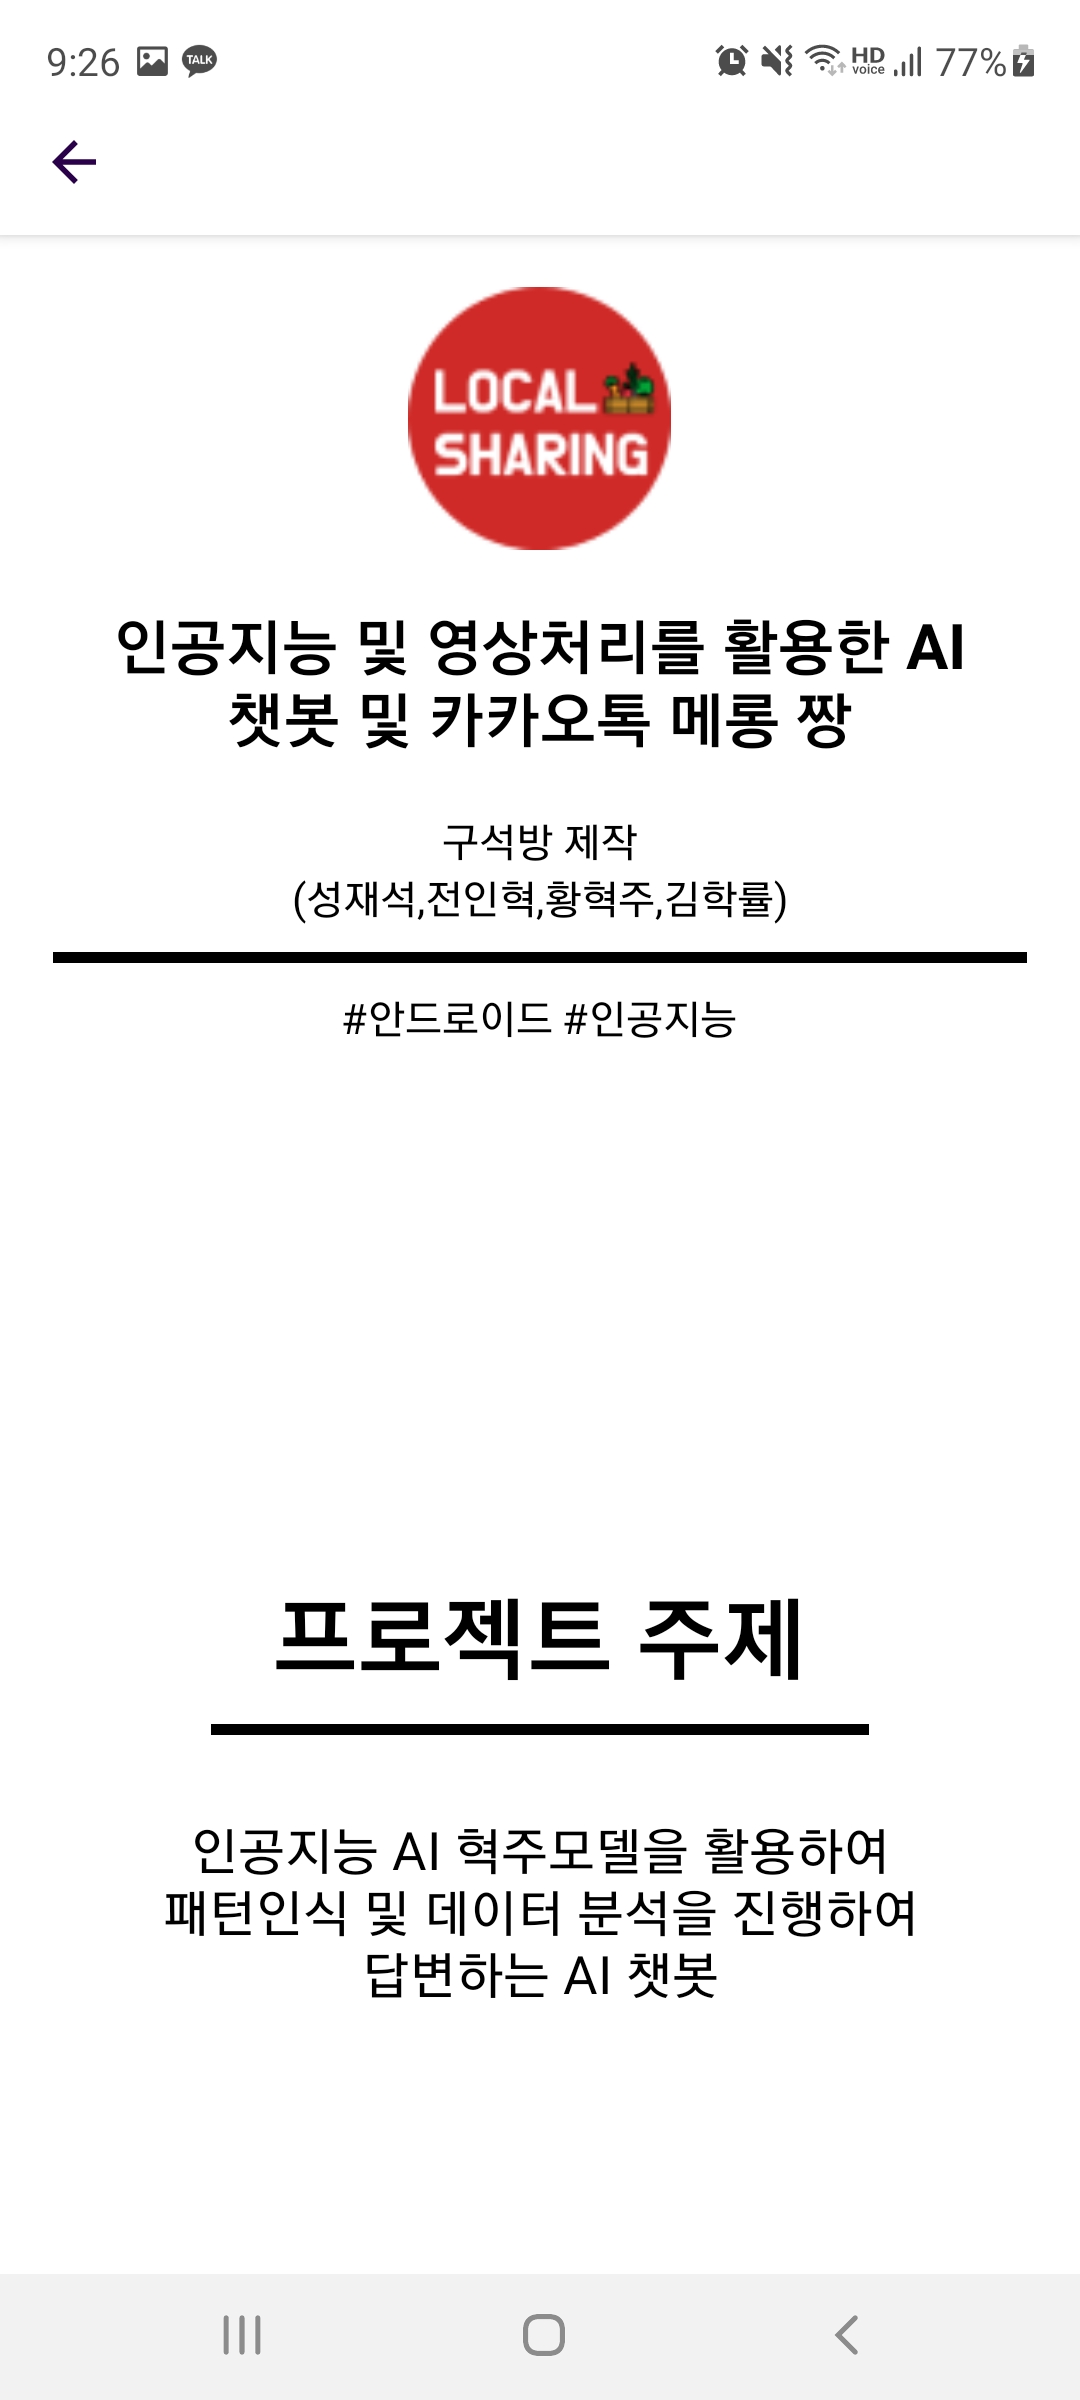 9:26
TALK
HD voice
77%
LOCAL
SHARING
인공지능 및 영상처리를 활용한 AI
챗봇 및 카카오톡 메롱 짱
구석방 제작
(성재석,전인혁,황혁주,김학률)
#안드로이드 #인공지능
프로젝트 주제
인공지능 AI 혁주모델을 활용하여
패턴인식 및 데이터 분석을 진행하여
답변하는 AI 챗봇